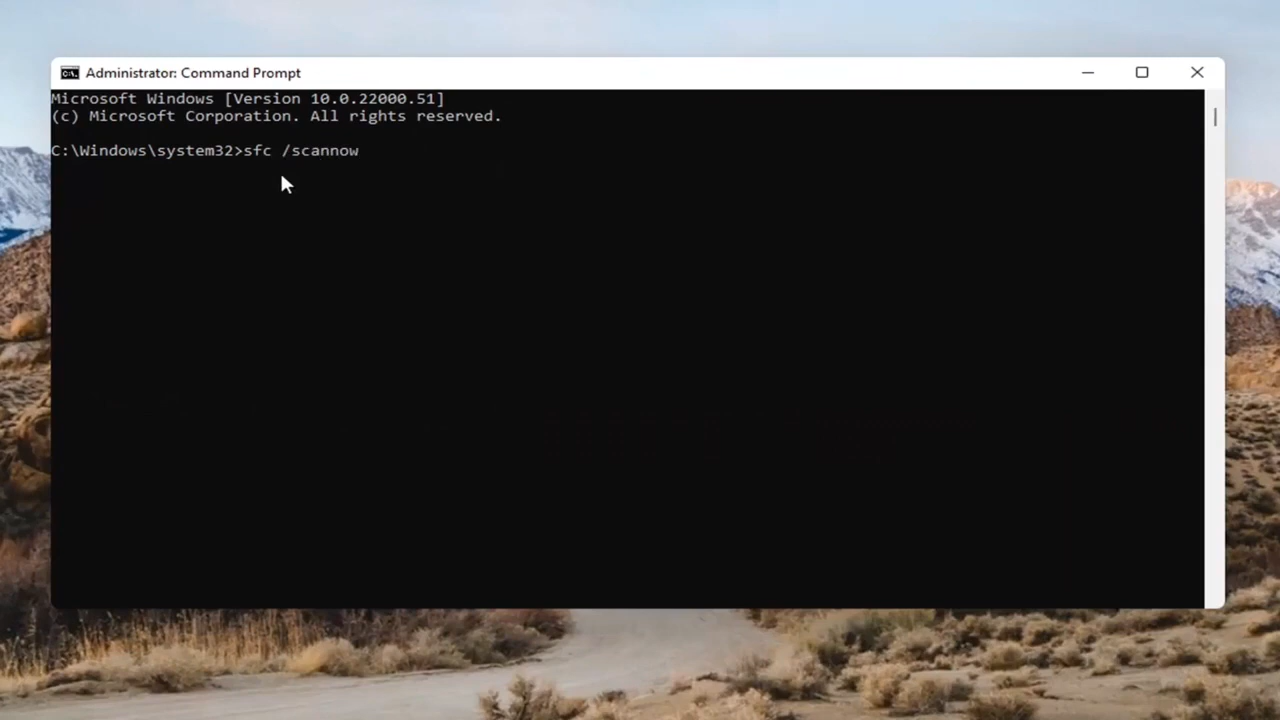 Administrator: Command Prompt
Microsoft Windows [Version 10.0.22000.51]
(c) Microsoft Corporation. All rights reserved.
C:\Windows\system32>sfc /scannow